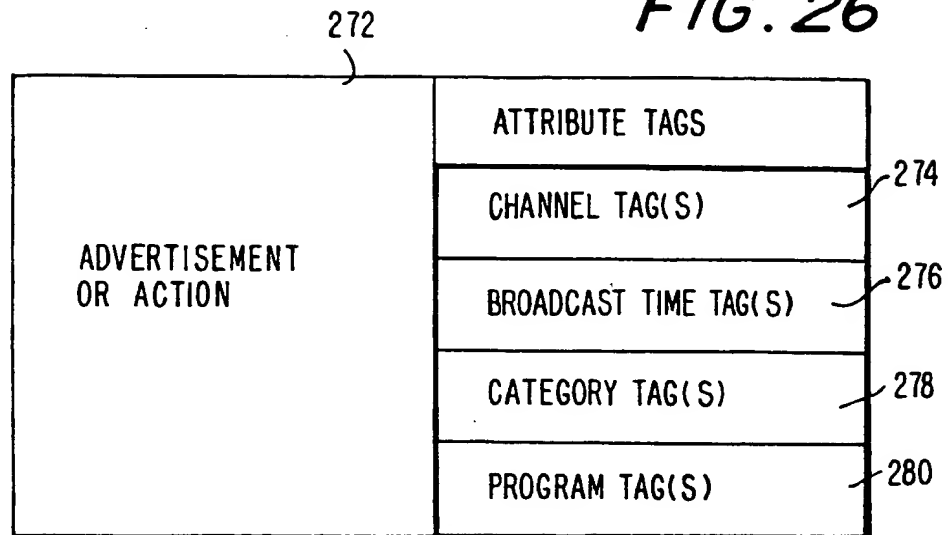 FIG. 26
272
ATTRIBUTE TAGS
274
CHANNEL TAG(S)
ADVERTISEMENT
OR ACTION
276
BROADCAST TIME TAG(S)
278
CATEGORY TAG(S)
280
PROGRAM TAG(S)